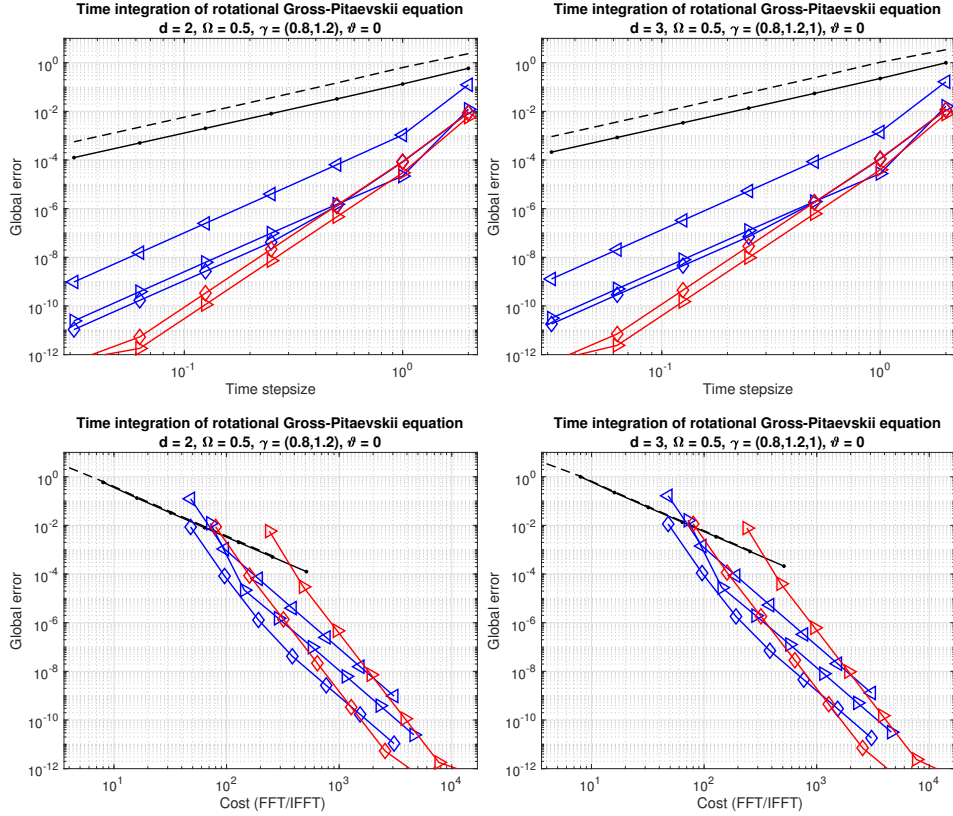 Time integration of rotational Gross-Pitaevskii equation
d = 2, Ω = 0.5, γ = (0.8,1.2), ϑ = 0
10^0
10^-2
10^-4
10^-6
10^-8
10^-10
10^-12
Global error
10^-1
10^0
Time stepsize
Time integration of rotational Gross-Pitaevskii equation
d = 3, Ω = 0.5, γ = (0.8,1.2,1), ϑ = 0
10^0
10^-2
10^-4
10^-6
10^-8
10^-10
10^-12
Global error
10^-1
10^0
Time stepsize
Time integration of rotational Gross-Pitaevskii equation
d = 2, Ω = 0.5, γ = (0.8,1.2), ϑ = 0
10^0
10^-2
10^-4
10^-6
10^-8
10^-10
10^-12
Global error
10^1
10^2
10^3
10^4
Cost (FFT/IFFT)
Time integration of rotational Gross-Pitaevskii equation
d = 3, Ω = 0.5, γ = (0.8,1.2,1), ϑ = 0
10^0
10^-2
10^-4
10^-6
10^-8
10^-10
10^-12
Global error
10^1
10^2
10^3
10^4
Cost (FFT/IFFT)